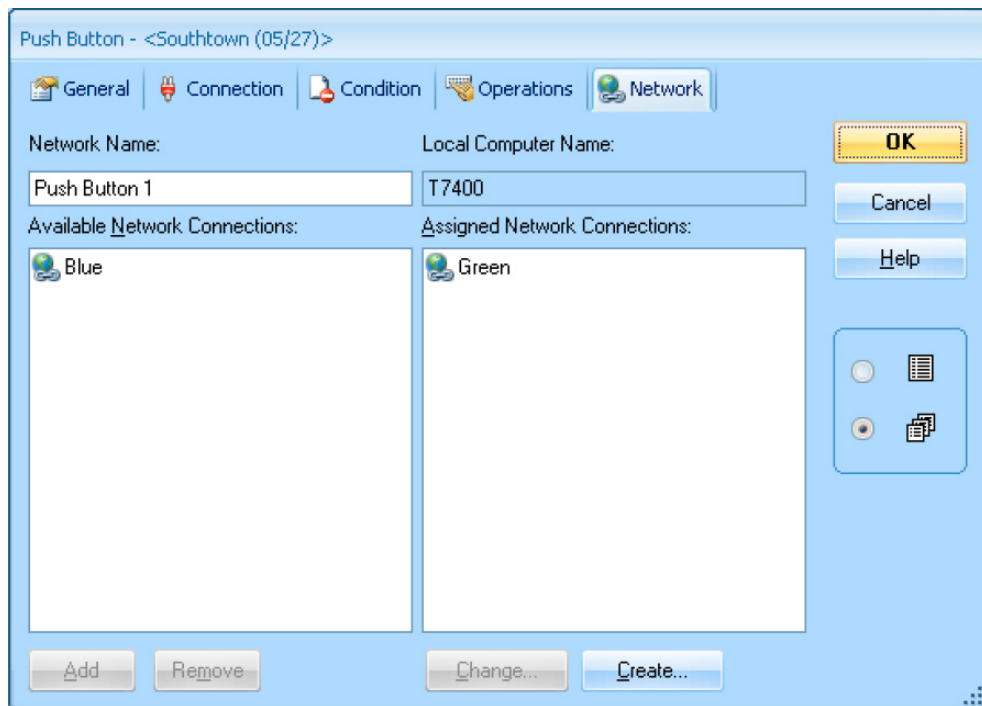 Push Button - <Southtown (05/27)>
General Connection Condition Operations Network
Network Name: Local Computer Name: OK
Push Button 1 T7400 Cancel
Available Network Connections: Assigned Network Connections: Help
Blue Green
Add Remove Change... Create...